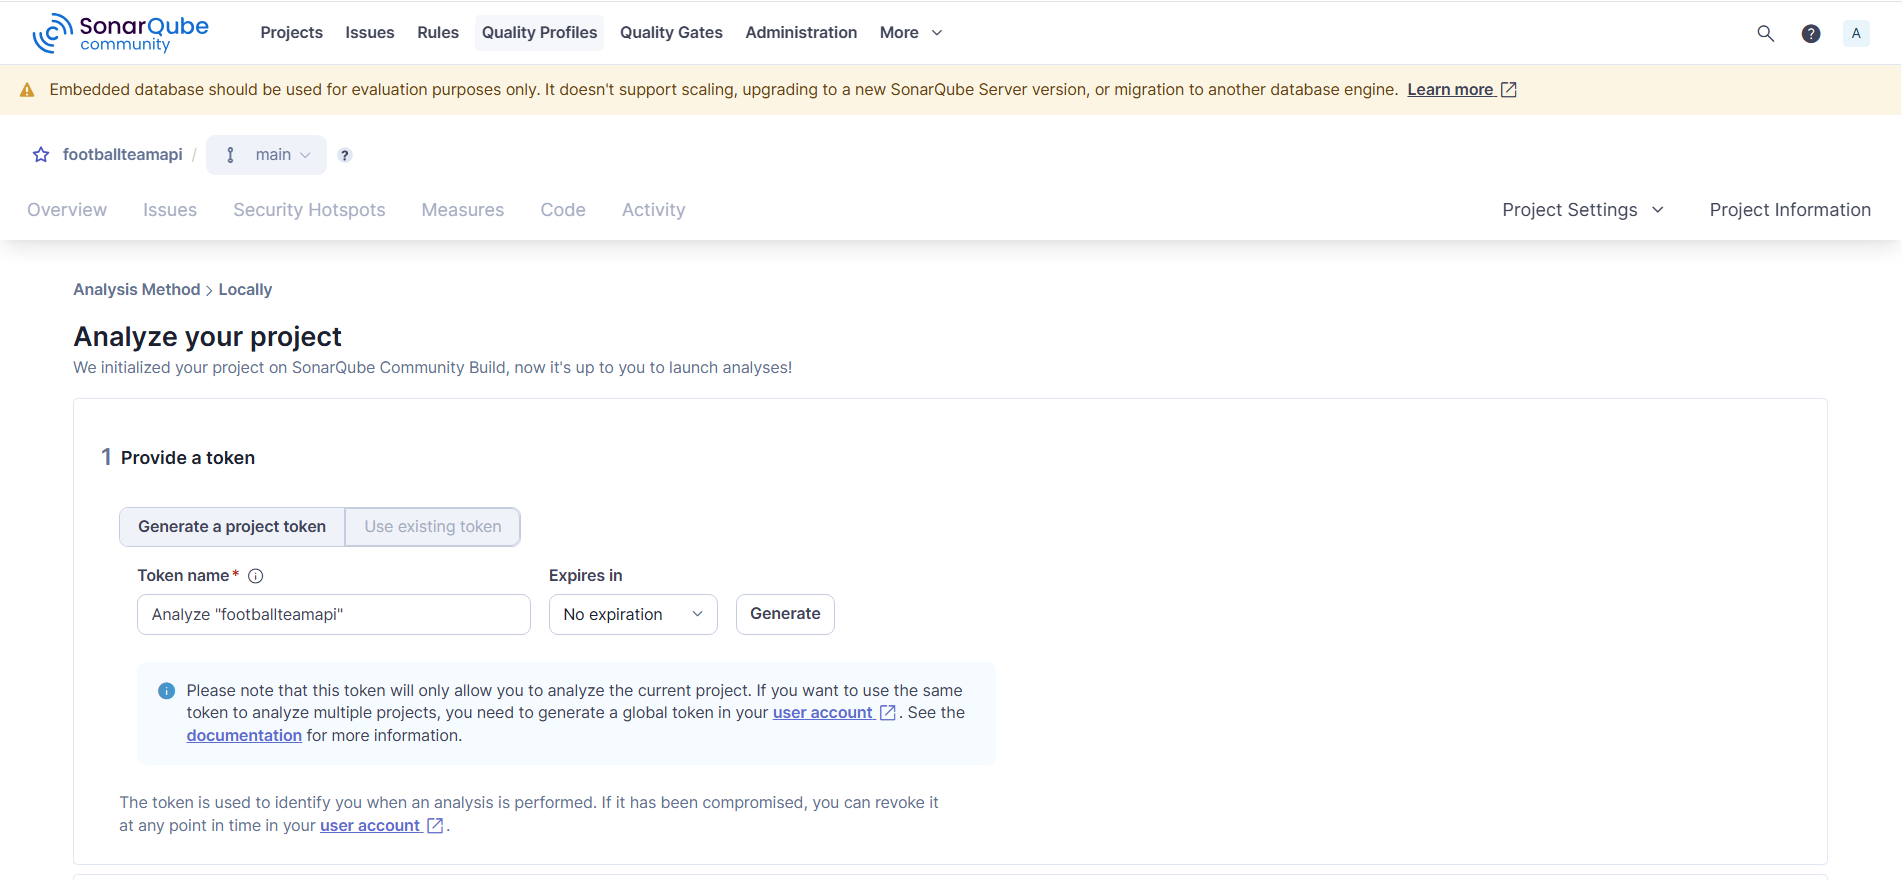 SonarQube
community
Projects Issues Rules Quality Profiles Quality Gates Administration More
? A
Embedded database should be used for evaluation purposes only. It doesn't support scaling, upgrading to a new SonarQube Server version, or migration to another database engine. Learn more
footballteamapi / main ?
Overview Issues Security Hotspots Measures Code Activity Project Settings Project Information
Analysis Method > Locally
Analyze your project
We initialized your project on SonarQube Community Build, now it's up to you to launch analyses!
1 Provide a token
Generate a project token Use existing token
Token name* Expires in
Analyze "footballteamapi" No expiration Generate
Please note that this token will only allow you to analyze the current project. If you want to use the same
token to analyze multiple projects, you need to generate a global token in your user account . See the
documentation for more information.
The token is used to identify you when an analysis is performed. If it has been compromised, you can revoke it
at any point in time in your user account .